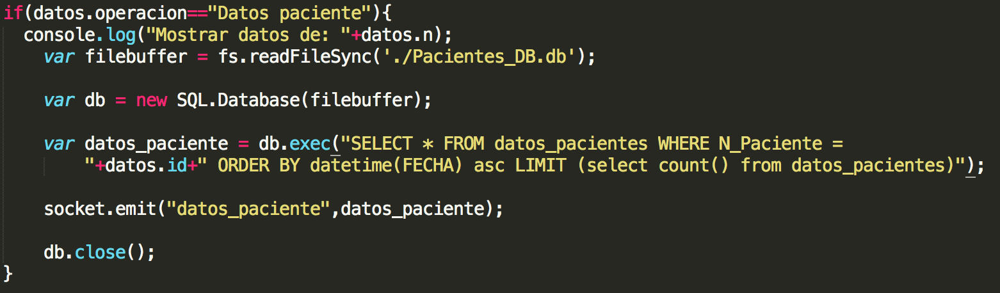 if(datos.operacion=="Datos paciente"){
console.log("Mostrar datos de: "+datos.n);
var filebuffer = fs.readFileSync('./Pacientes_DB.db');
var db = new SQL.Database(filebuffer);
var datos_paciente = db.exec("SELECT * FROM datos_pacientes WHERE N_Paciente =
"+datos.id+" ORDER BY datetime(FECHA) asc LIMIT (select count() from datos_pacientes)");
socket.emit("datos_paciente",datos_paciente);
db.close();
}